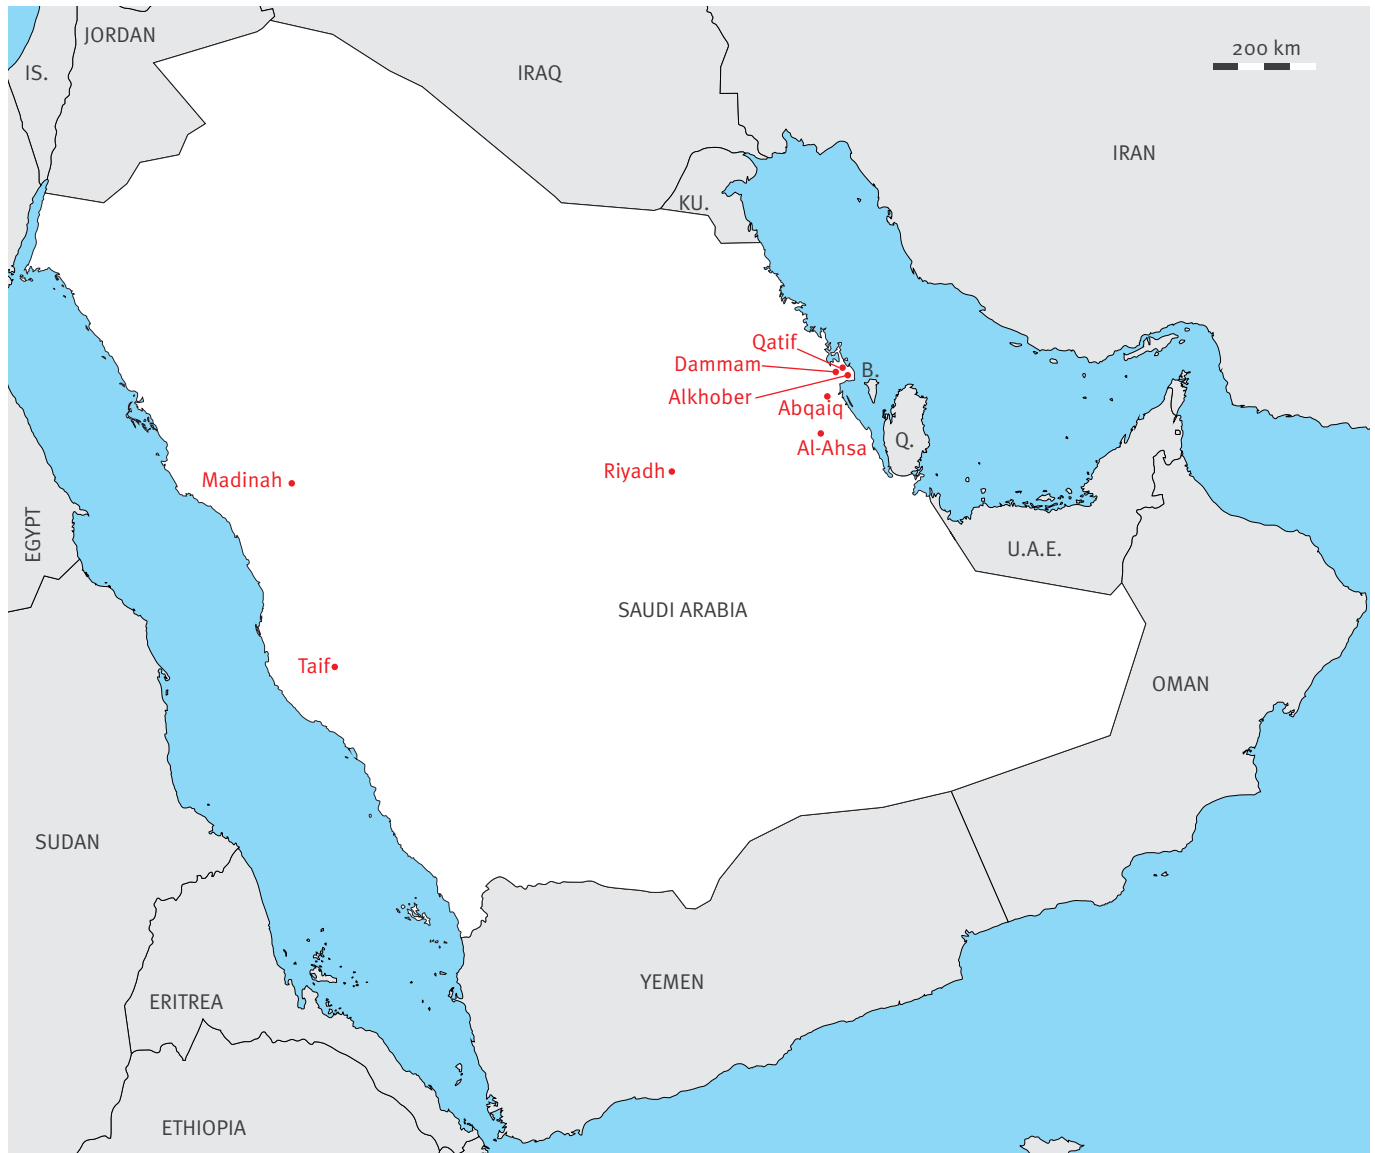 JORDAN
200 km
IS.
IRAQ
IRAN
KU.
Qatif
Dammam
B.
Alkhober
Abqaiq
Q.
Al-Ahsa
Riyadh
Madinah
EGYPT
U.A.E.
SAUDI ARABIA
Taif
OMAN
SUDAN
YEMEN
ERITREA
ETHIOPIA